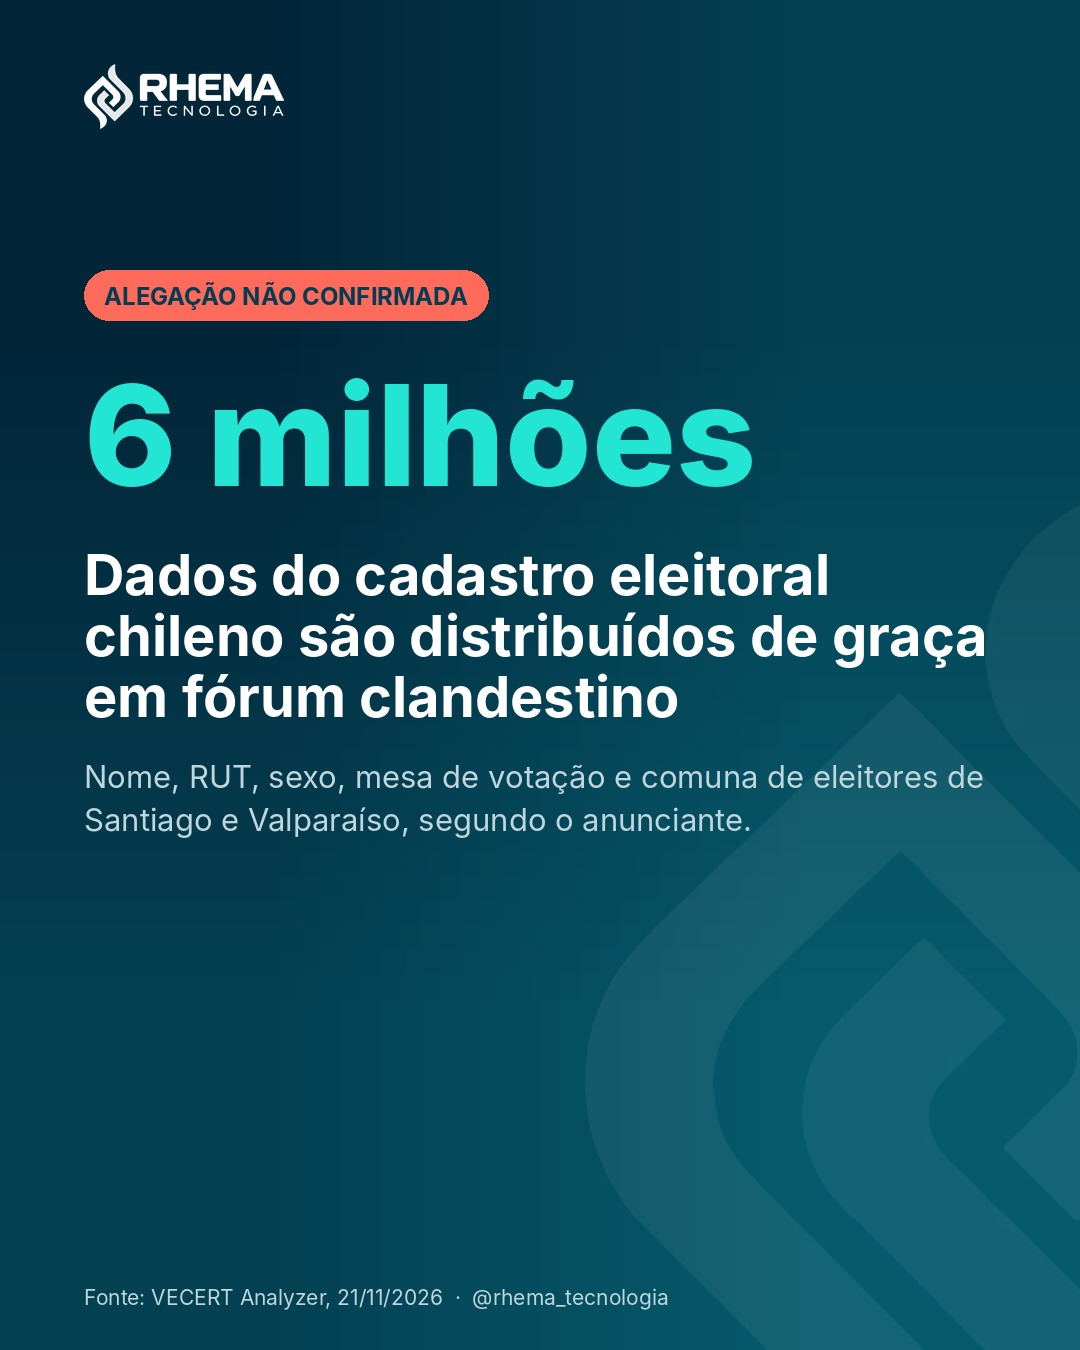 RHEMA
TECNOLOGIA
ALEGAÇÃO NÃO CONFIRMADA
6 milhões
Dados do cadastro eleitoral
chileno são distribuídos de graça
em fórum clandestino
Nome, RUT, sexo, mesa de votação e comuna de eleitores de
Santiago e Valparaíso, segundo o anunciante.
Fonte: VECERT Analyzer, 21/11/2026 · @rhema_tecnologia